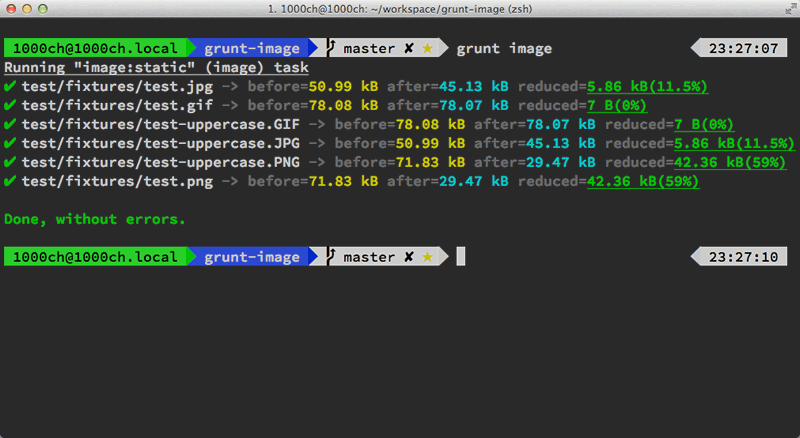 1. 1000ch@1000ch: ~/workspace/grunt-image (zsh)
1000ch@1000ch.local grunt-image master ✘ ★ grunt image 23:27:07
Running "image:static" (image) task
✔ test/fixtures/test.jpg -> before=50.99 kB after=45.13 kB reduced=5.86 kB(11.5%)
✔ test/fixtures/test.gif -> before=78.08 kB after=78.07 kB reduced=7 B(0%)
✔ test/fixtures/test-uppercase.GIF -> before=78.08 kB after=78.07 kB reduced=7 B(0%)
✔ test/fixtures/test-uppercase.JPG -> before=50.99 kB after=45.13 kB reduced=5.86 kB(11.5%)
✔ test/fixtures/test-uppercase.PNG -> before=71.83 kB after=29.47 kB reduced=42.36 kB(59%)
✔ test/fixtures/test.png -> before=71.83 kB after=29.47 kB reduced=42.36 kB(59%)
Done, without errors.
1000ch@1000ch.local grunt-image master ✘ ★ 23:27:10